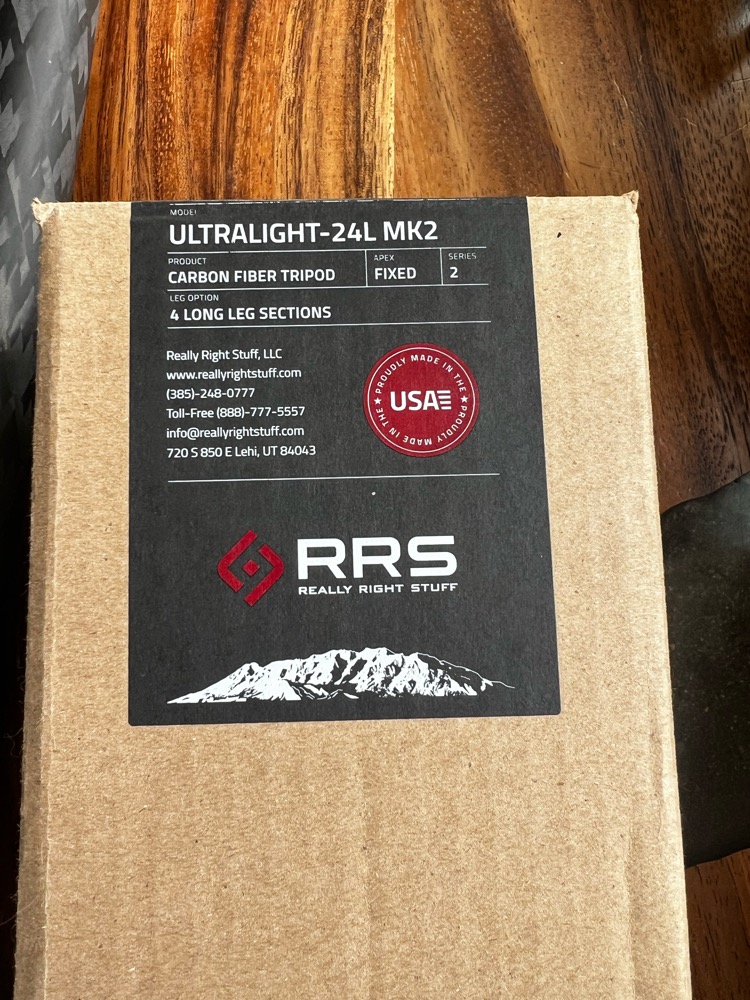 MODEL
ULTRALIGHT-24L MK2
PRODUCT
CARBON FIBER TRIPOD
APEX
FIXED
SERIES
2
LEG OPTION
4 LONG LEG SECTIONS
Really Right Stuff, LLC
www.reallyrightstuff.com
(385)-248-0777
Toll-Free (888)-777-5557
info@reallyrightstuff.com
720 S 850 E Lehi, UT 84043
PROUDLY MADE IN THE
USA
PROUDLY MADE IN THE
RRS
REALLY RIGHT STUFF